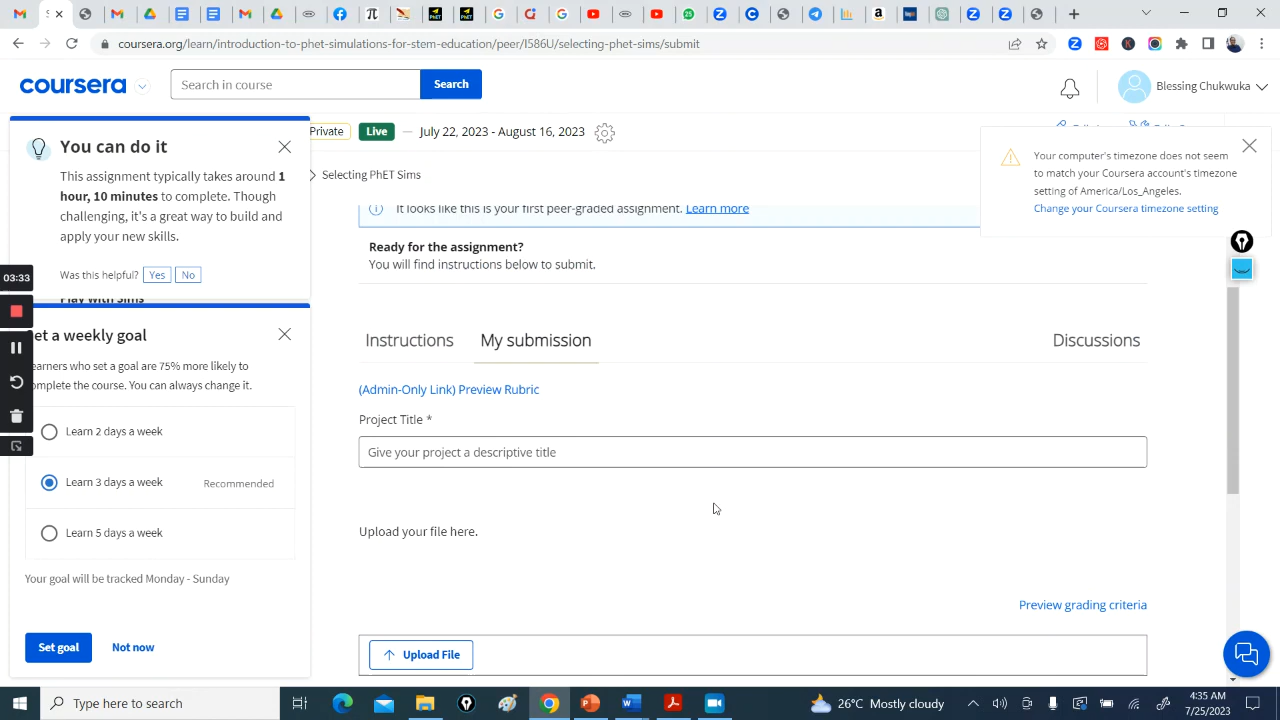 coursera.org/learn/introduction-to-phet-simulations-for-stem-education/peer/t586U/selecting-phet-sims/submit
coursera
Search in course
Search
Blessing Chukwuka
Private
Live
July 22, 2023 - August 16, 2023
You can do it
This assignment typically takes around 1
hour, 10 minutes to complete. Though
challenging, it's a great way to build and
apply your new skills.
Was this helpful? Yes No
Play with Sims
Selecting PhET Sims
Your computer's timezone does not seem
to match your Coursera account's timezone
setting of America/Los_Angeles.
Change your Coursera timezone setting
It looks like this is your first peer-graded assignment. Learn more
Ready for the assignment?
You will find instructions below to submit.
03:33
et a weekly goal
earners who set a goal are 75% more likely to
omplete the course. You can always change it.
Learn 2 days a week
Learn 3 days a week Recommended
Learn 5 days a week
Your goal will be tracked Monday - Sunday
Set goal Not now
Instructions My submission Discussions
(Admin-Only Link) Preview Rubric
Project Title *
Give your project a descriptive title
Upload your file here.
Preview grading criteria
Upload File
Type here to search
26°C Mostly cloudy
4:35 AM
7/25/2023